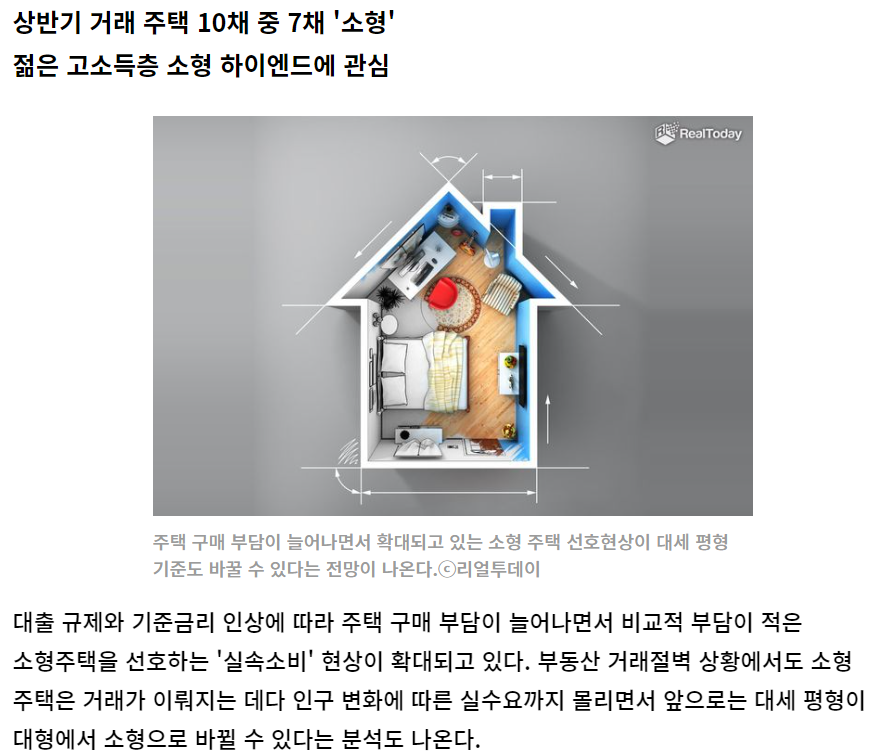 상반기 거래 주택 10채 중 7채 '소형'
젊은 고소득층 소형 하이엔드에 관심
RealToday
주택 구매 부담이 늘어나면서 확대되고 있는 소형 주택 선호현상이 대세 평형
기준도 바꿀 수 있다는 전망이 나온다.ⓒ리얼투데이
대출 규제와 기준금리 인상에 따라 주택 구매 부담이 늘어나면서 비교적 부담이 적은
소형주택을 선호하는 '실속소비' 현상이 확대되고 있다. 부동산 거래절벽 상황에서도 소형
주택은 거래가 이뤄지는 데다 인구 변화에 따른 실수요까지 몰리면서 앞으로는 대세 평형이
대형에서 소형으로 바뀔 수 있다는 분석도 나온다.